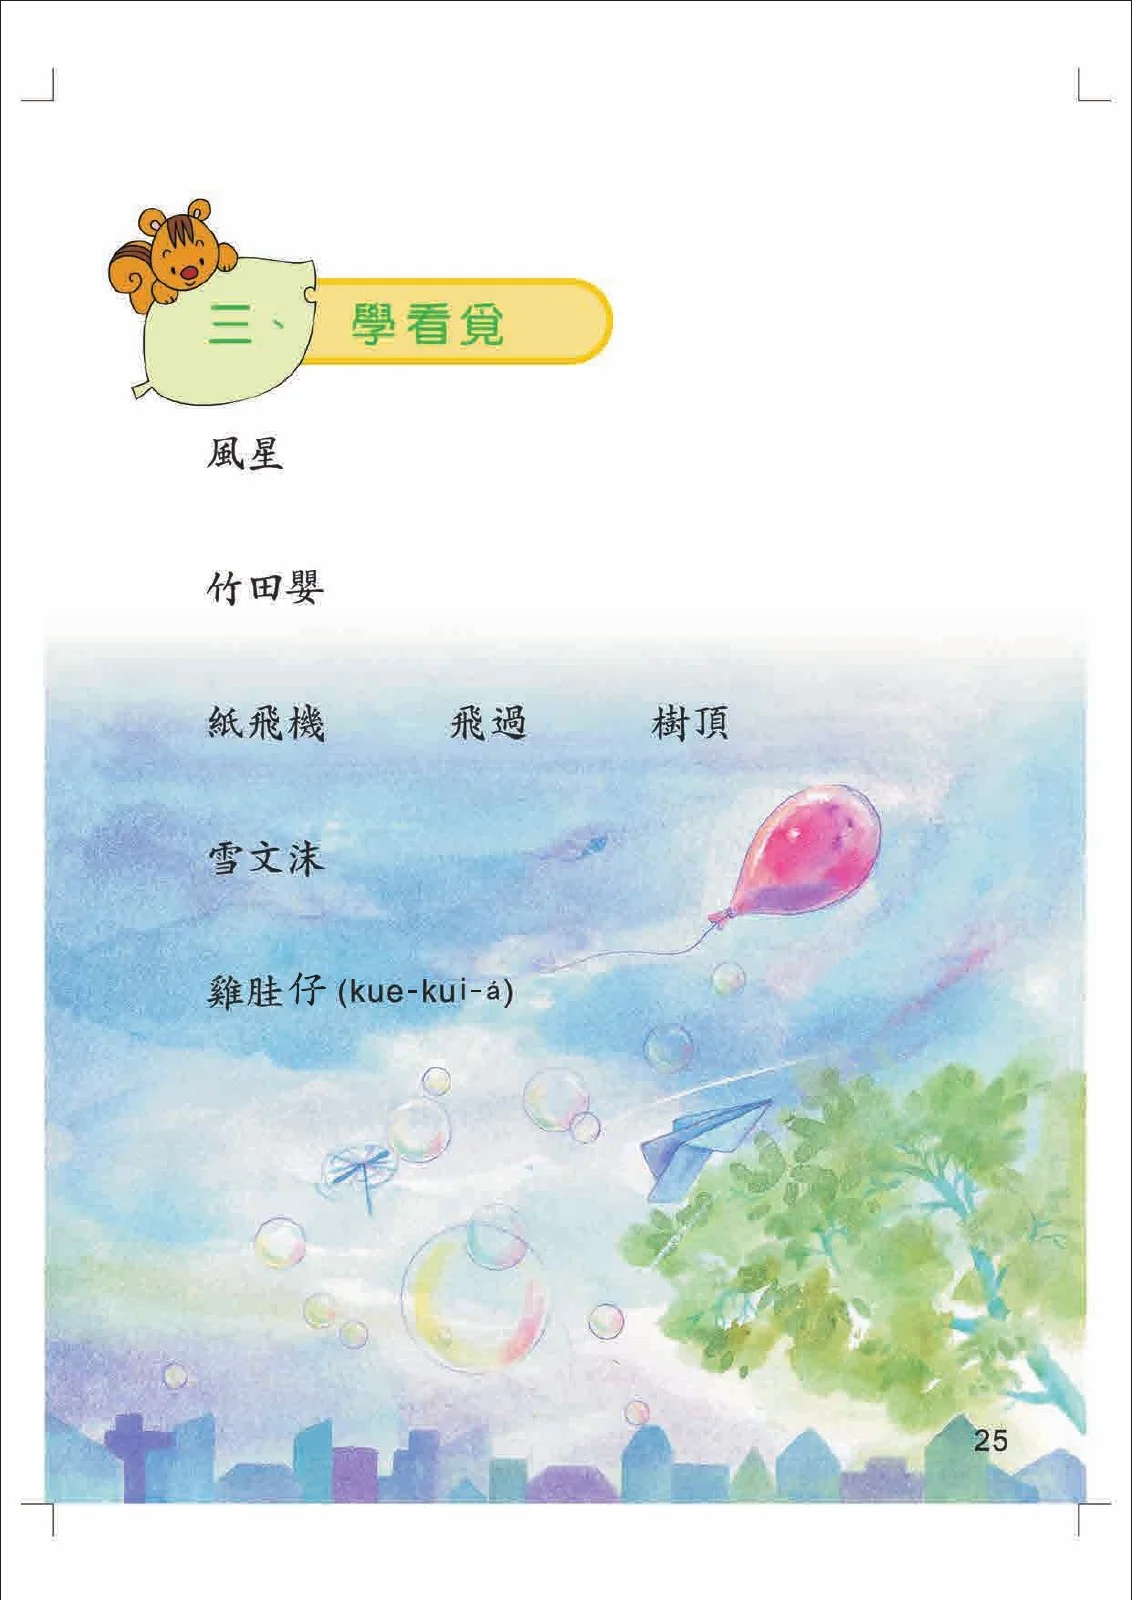 三、 學看覓
風星
竹田嬰
紙飛機 飛過 樹頂
雪文沫
雞胿仔 (kue-kui-á)
25